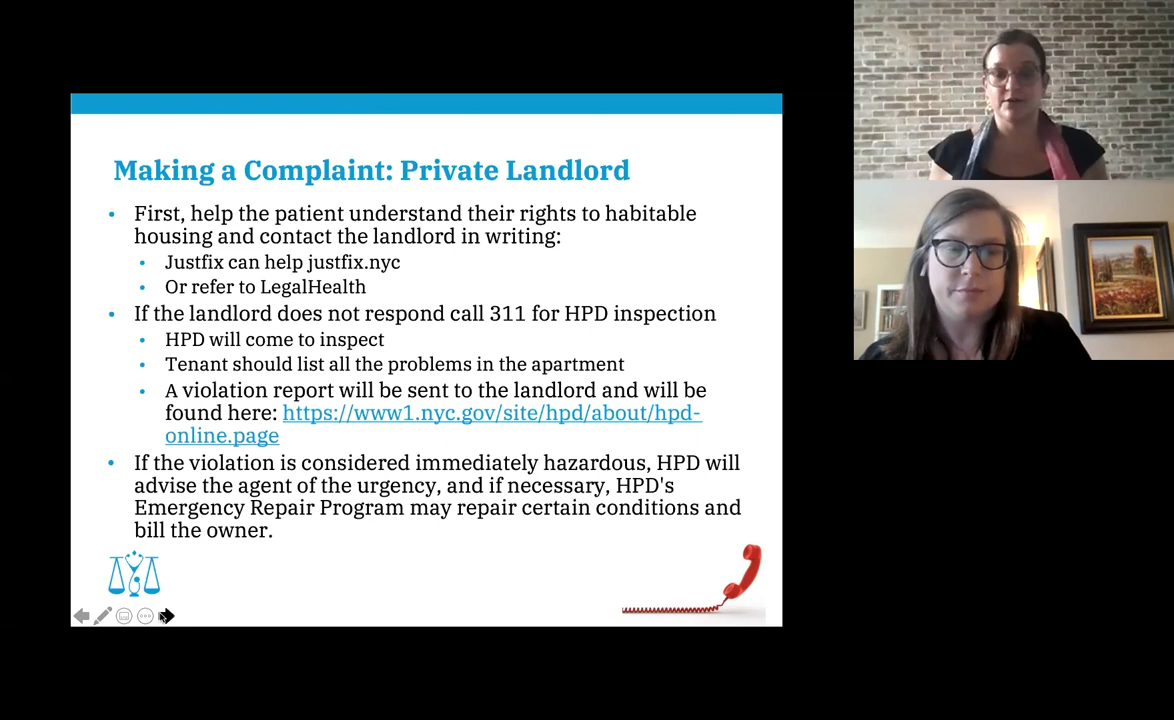 Making a Complaint: Private Landlord
• First, help the patient understand their rights to habitable
housing and contact the landlord in writing:
• Justfix can help justfix.nyc
• Or refer to LegalHealth
• If the landlord does not respond call 311 for HPD inspection
• HPD will come to inspect
• Tenant should list all the problems in the apartment
• A violation report will be sent to the landlord and will be
found here: https://www1.nyc.gov/site/hpd/about/hpd-
online.page
• If the violation is considered immediately hazardous, HPD will
advise the agent of the urgency, and if necessary, HPD's
Emergency Repair Program may repair certain conditions and
bill the owner.